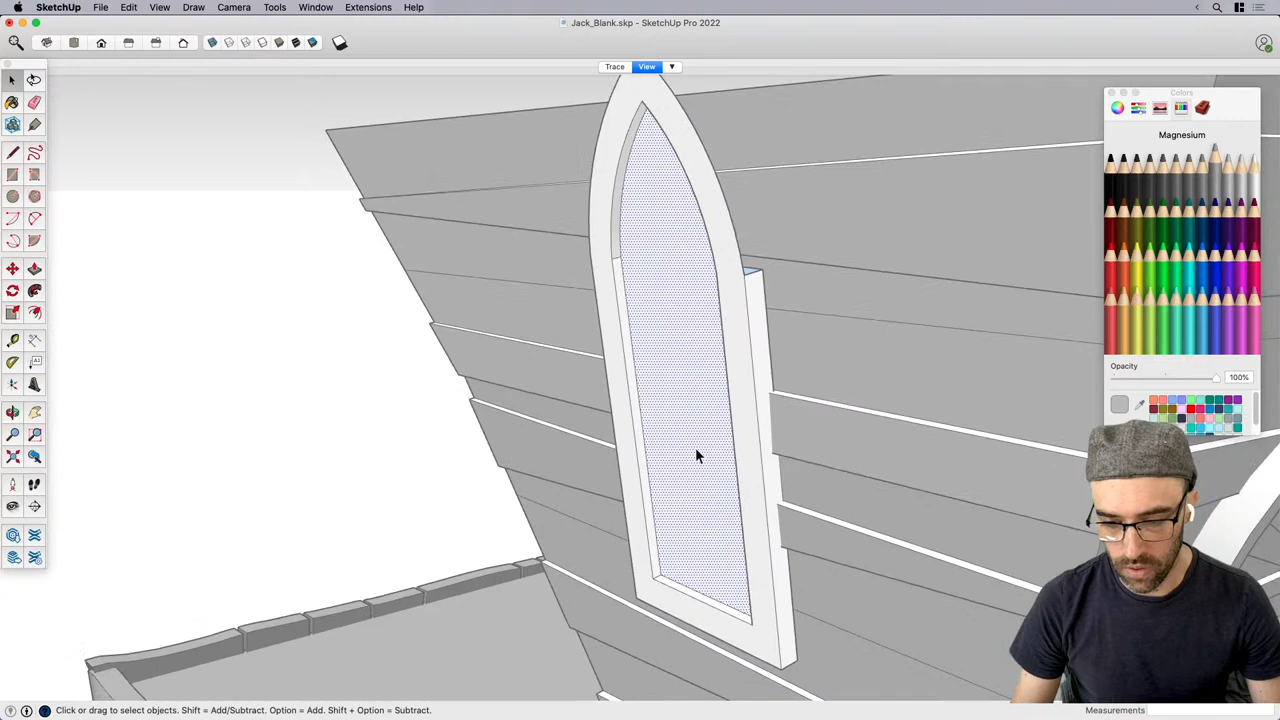 SketchUp File Edit View Draw Camera Tools Window Extensions Help
Jack_Blank.skp - SketchUp Pro 2022
Trace View
Colors
Magnesium
Opacity
100%
Click or drag to select objects. Shift = Add/Subtract. Option = Add. Shift + Option = Subtract.
Measurements